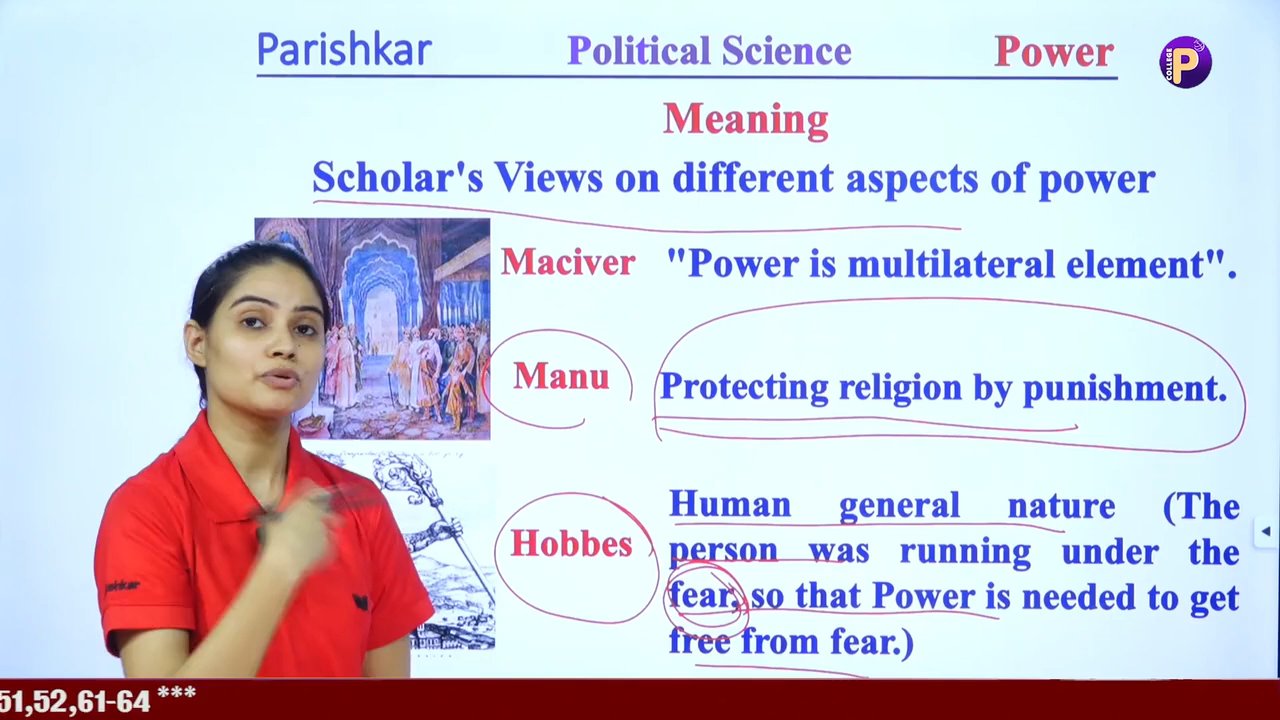 Parishkar Political Science Power
COLLEGE P
Meaning
Scholar's Views on different aspects of power
Maciver "Power is multilateral element".
Manu Protecting religion by punishment.
Hobbes Human general nature (The
person was running under the
fear, so that Power is needed to get
free from fear.)
51,52,61-64 ***